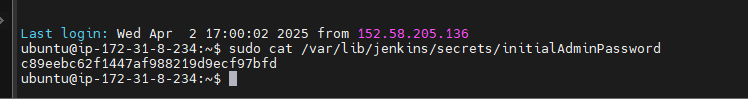 Last login: Wed Apr  2 17:00:02 2025 from 152.58.205.136
ubuntu@ip-172-31-8-234:~$ sudo cat /var/lib/jenkins/secrets/initialAdminPassword
c89eebc62f1447af988219d9ecf97bfd
ubuntu@ip-172-31-8-234:~$